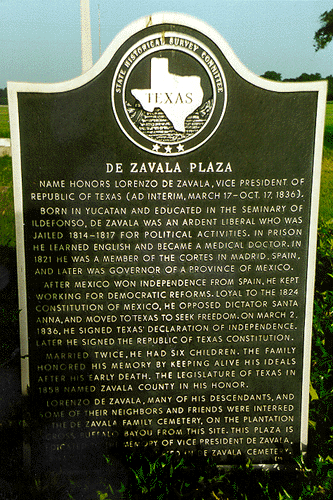 STATE HISTORICAL SURVEY COMMITTEE
TEXAS
DE ZAVALA PLAZA
NAME HONORS LORENZO DE ZAVALA, VICE PRESIDENT OF
REPUBLIC OF TEXAS (AD INTERIM, MARCH 17-OCT. 17, 1836).
BORN IN YUCATAN AND EDUCATED IN THE SEMINARY OF
ILDEFONSO, DE ZAVALA WAS AN ARDENT LIBERAL WHO WAS
JAILED 1814-1817 FOR POLITICAL ACTIVITIES. IN PRISON
HE LEARNED ENGLISH AND BECAME A MEDICAL DOCTOR. IN
1821 HE WAS A MEMBER OF THE CORTES IN MADRID, SPAIN,
AND LATER WAS GOVERNOR OF A PROVINCE OF MEXICO.
AFTER MEXICO WON INDEPENDENCE FROM SPAIN, HE KEPT
WORKING FOR DEMOCRATIC REFORMS. LOYAL TO THE 1824
CONSTITUTION OF MEXICO, HE OPPOSED DICTATOR SANTA
ANNA, AND MOVED TO TEXAS TO SEEK FREEDOM. ON MARCH 2,
1836, HE SIGNED TEXAS' DECLARATION OF INDEPENDENCE.
LATER HE SIGNED THE REPUBLIC OF TEXAS CONSTITUTION.
MARRIED TWICE, HE HAD SIX CHILDREN. THE FAMILY
HONORED HIS MEMORY BY KEEPING ALIVE HIS IDEALS
AFTER HIS EARLY DEATH. THE LEGISLATURE OF TEXAS IN
1858 NAMED ZAVALA COUNTY IN HIS HONOR.
LORENZO DE ZAVALA, MANY OF HIS DESCENDANTS, AND
SOME OF THEIR NEIGHBORS AND FRIENDS WERE INTERRED
THE DE ZAVALA FAMILY CEMETERY, ON THE PLANTATION
ACROSS BUFFALO BAYOU FROM THIS SITE. THIS PLAZA IS
THE MEMORY OF VICE PRESIDENT DE ZAVALA,
IN DE ZAVALA CEMETERY.